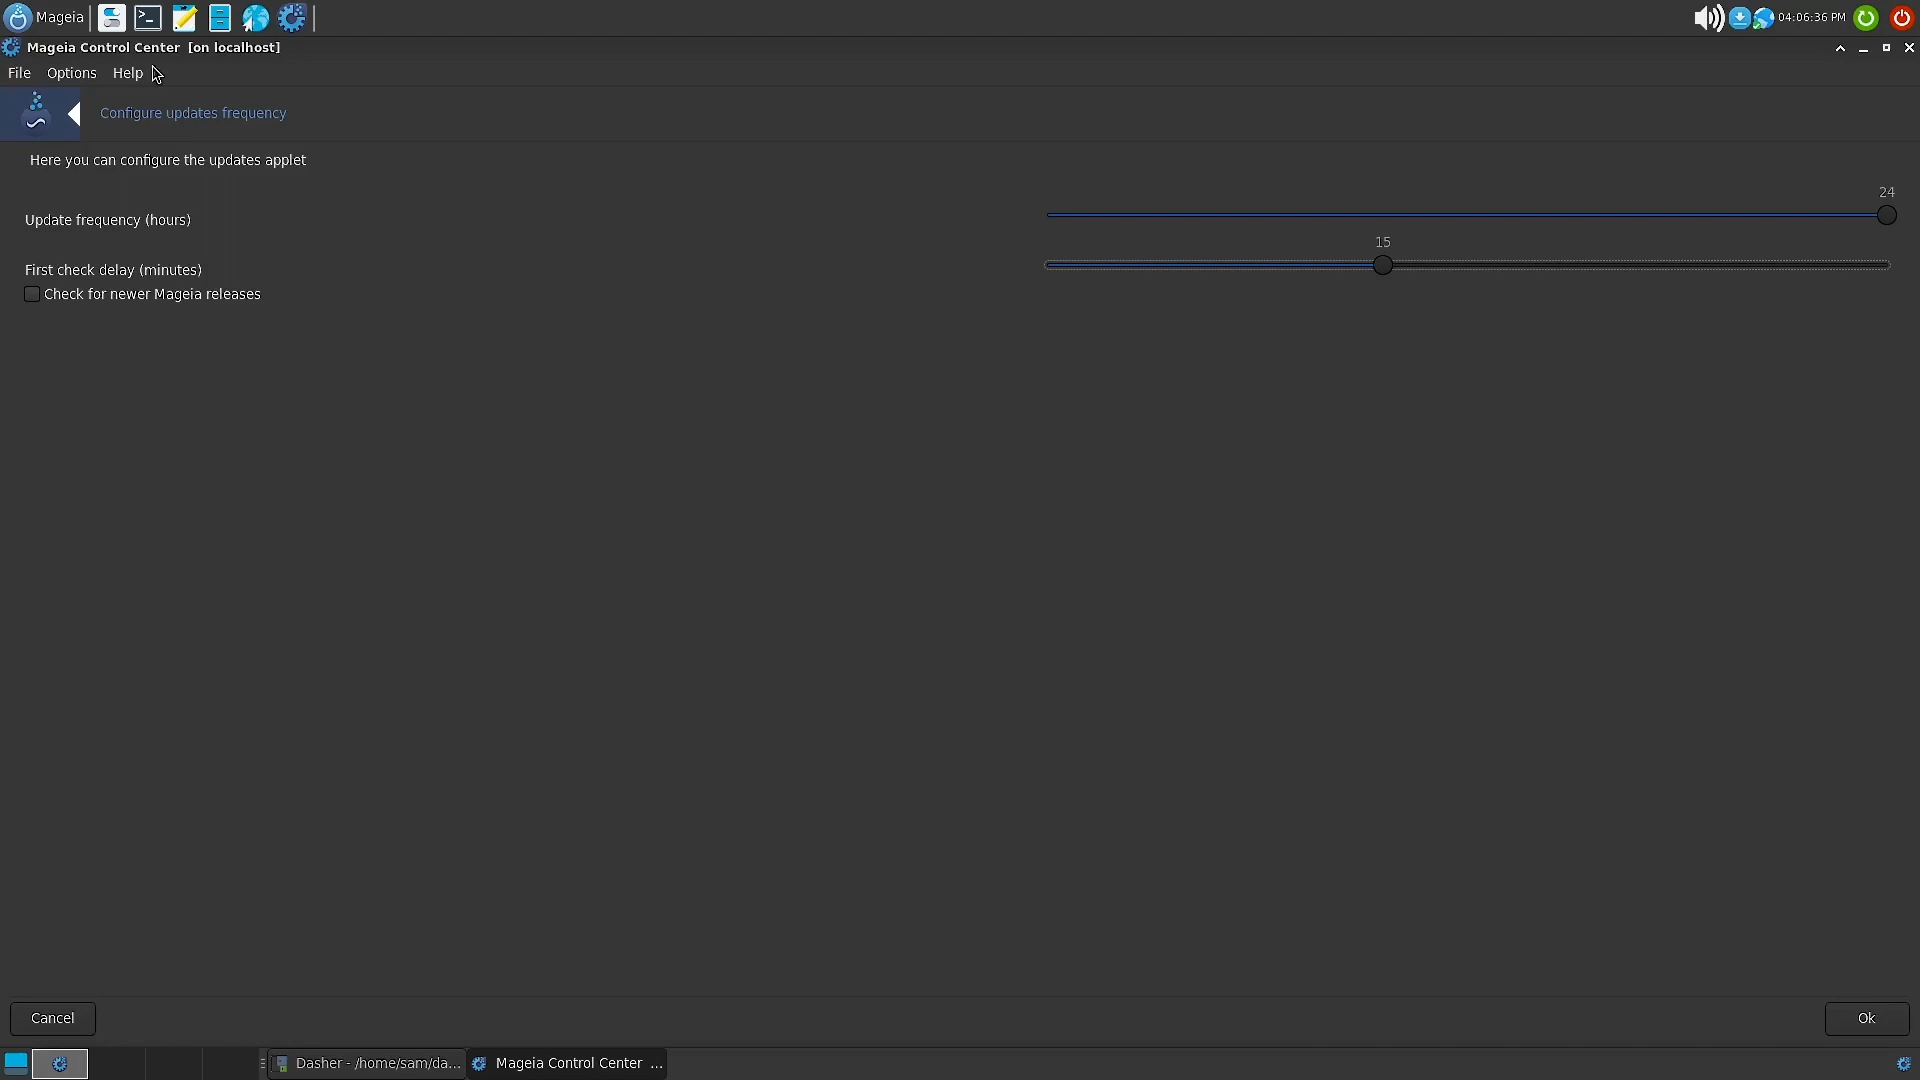 Mageia
04:06:36 PM
Mageia Control Center [on localhost]
File Options Help
Configure updates frequency
Here you can configure the updates applet
24
Update frequency (hours)
15
First check delay (minutes)
Check for newer Mageia releases
Cancel
Ok
Dasher - /home/sam/da...
Mageia Control Center ...